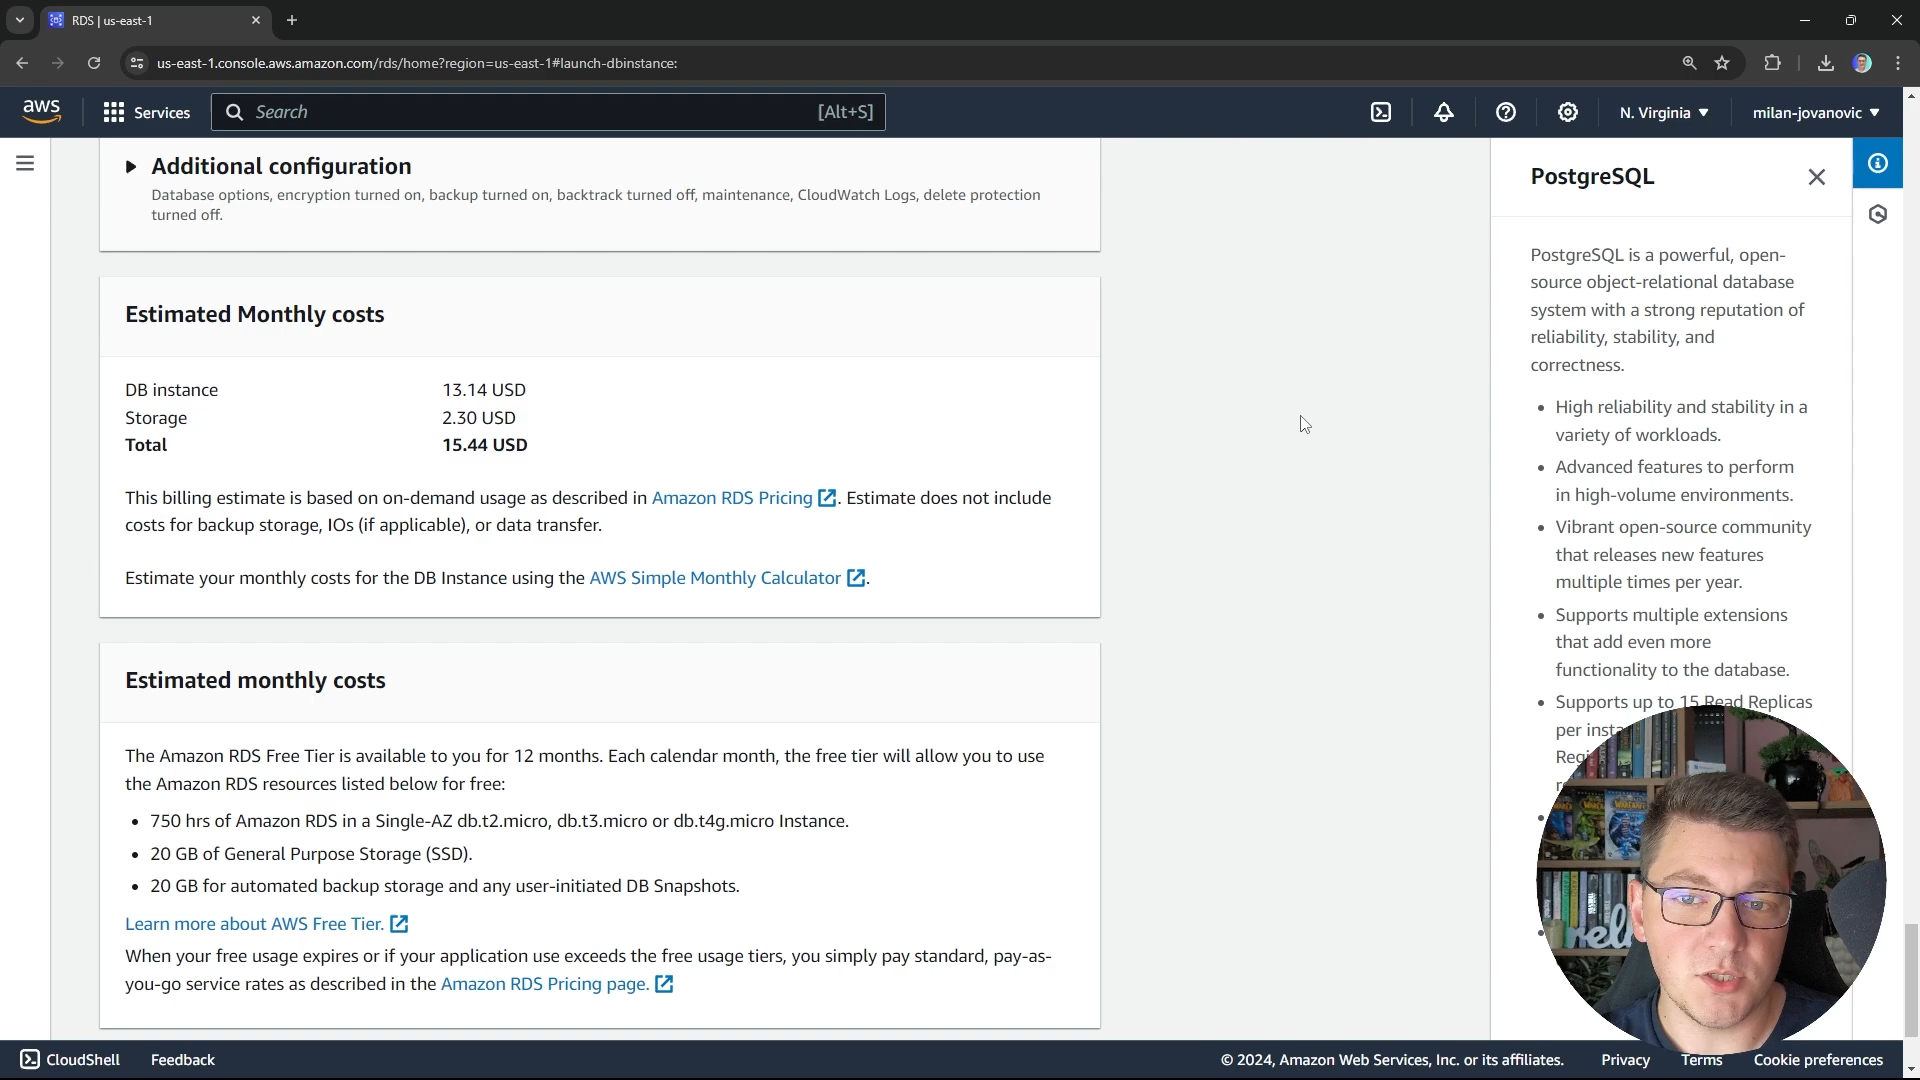 RDS | us-east-1
us-east-1.console.aws.amazon.com/rds/home?region=us-east-1#launch-dbinstance:
aws
Services
Search
[Alt+S]
N. Virginia
milan-jovanovic
Additional configuration
Database options, encryption turned on, backup turned on, backtrack turned off, maintenance, CloudWatch Logs, delete protection
turned off.
Estimated Monthly costs
DB instance 13.14 USD
Storage 2.30 USD
Total 15.44 USD
This billing estimate is based on on-demand usage as described in Amazon RDS Pricing. Estimate does not include
costs for backup storage, IOs (if applicable), or data transfer.
Estimate your monthly costs for the DB Instance using the AWS Simple Monthly Calculator.
Estimated monthly costs
The Amazon RDS Free Tier is available to you for 12 months. Each calendar month, the free tier will allow you to use
the Amazon RDS resources listed below for free:
• 750 hrs of Amazon RDS in a Single-AZ db.t2.micro, db.t3.micro or db.t4g.micro Instance.
• 20 GB of General Purpose Storage (SSD).
• 20 GB for automated backup storage and any user-initiated DB Snapshots.
Learn more about AWS Free Tier.
When your free usage expires or if your application use exceeds the free usage tiers, you simply pay standard, pay-as-
you-go service rates as described in the Amazon RDS Pricing page.
PostgreSQL
PostgreSQL is a powerful, open-
source object-relational database
system with a strong reputation of
reliability, stability, and
correctness.
• High reliability and stability in a
variety of workloads.
• Advanced features to perform
in high-volume environments.
• Vibrant open-source community
that releases new features
multiple times per year.
• Supports multiple extensions
that add even more
functionality to the database.
• Supports up to 15 Read Replicas
per
CloudShell
Feedback
© 2024, Amazon Web Services, Inc. or its affiliates.
Privacy
Terms
Cookie preferences